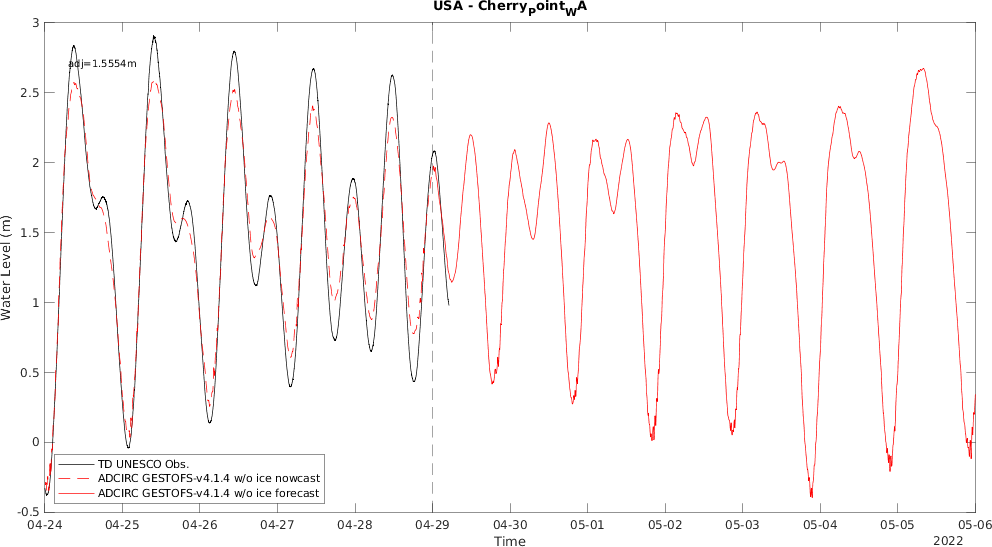 USA - CherryPointWA
3
adj=1.5554m
2.5
2
1.5
1
0.5
0
-0.5
Water Level (m)
TD UNESCO Obs.
ADCIRC GESTOFS-v4.1.4 w/o ice nowcast
ADCIRC GESTOFS-v4.1.4 w/o ice forecast
04-24 04-25 04-26 04-27 04-28 04-29 04-30 05-01 05-02 05-03 05-04 05-05 05-06
Time
2022